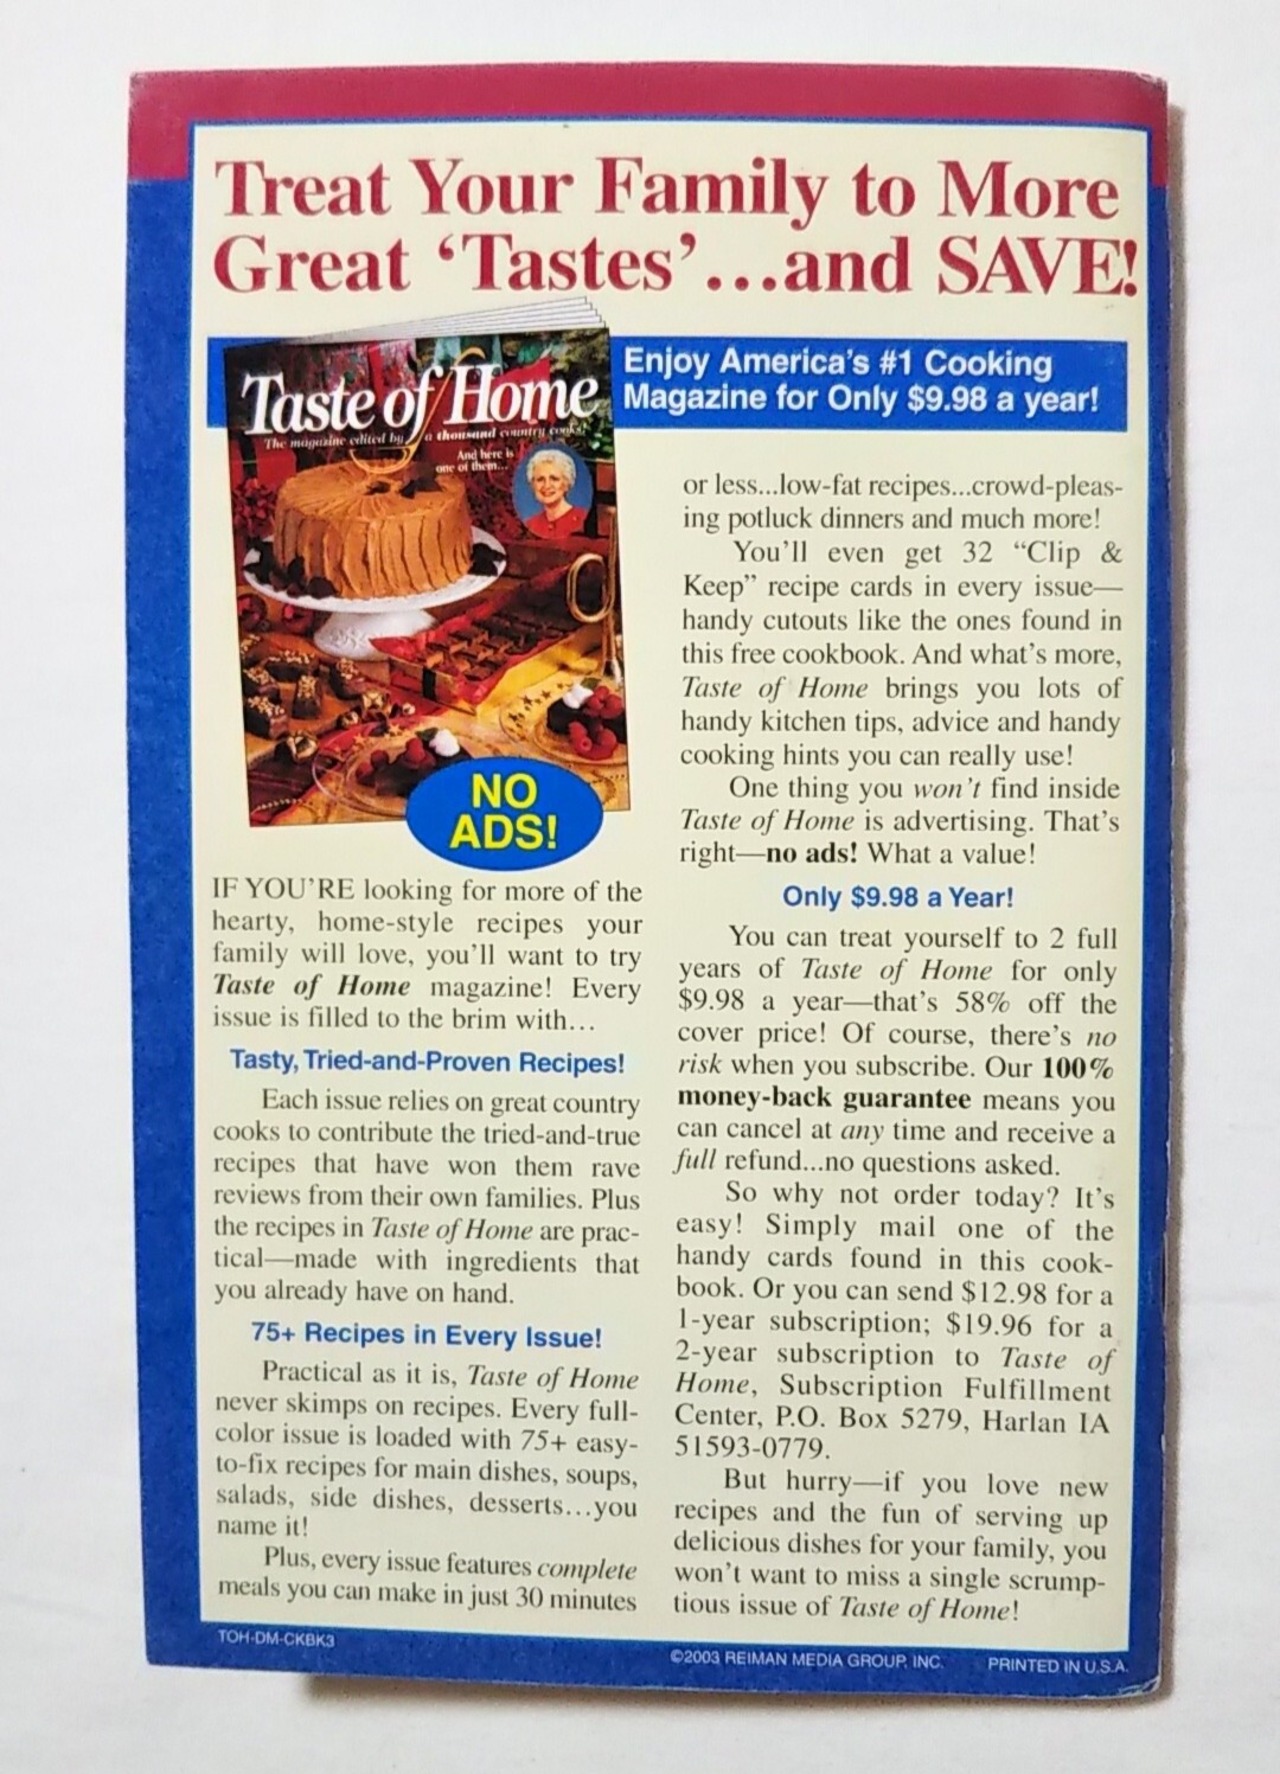 Treat Your Family to More
Great ‘Tastes’...and SAVE!
Enjoy America's #1 Cooking
Magazine for Only $9.98 a year!
Taste of Home
The magazine edited by a thousand country cooks!
And here is
one of them...
NO
ADS!
IF YOU'RE looking for more of the
hearty, home-style recipes your
family will love, you'll want to try
Taste of Home magazine! Every
issue is filled to the brim with...
Tasty, Tried-and-Proven Recipes!
Each issue relies on great country
cooks to contribute the tried-and-true
recipes that have won them rave
reviews from their own families. Plus
the recipes in Taste of Home are prac-
tical—made with ingredients that
you already have on hand.
75+ Recipes in Every Issue!
Practical as it is, Taste of Home
never skimps on recipes. Every full-
color issue is loaded with 75+ easy-
to-fix recipes for main dishes, soups,
salads, side dishes, desserts...you
name it!
Plus, every issue features complete
meals you can make in just 30 minutes
or less...low-fat recipes...crowd-pleas-
ing potluck dinners and much more!
You'll even get 32 “Clip &
Keep” recipe cards in every issue—
handy cutouts like the ones found in
this free cookbook. And what's more,
Taste of Home brings you lots of
handy kitchen tips, advice and handy
cooking hints you can really use!
One thing you won't find inside
Taste of Home is advertising. That's
right—no ads! What a value!
Only $9.98 a Year!
You can treat yourself to 2 full
years of Taste of Home for only
$9.98 a year—that's 58% off the
cover price! Of course, there's no
risk when you subscribe. Our 100%
money-back guarantee means you
can cancel at any time and receive a
full refund...no questions asked.
So why not order today? It's
easy! Simply mail one of the
handy cards found in this cook-
book. Or you can send $12.98 for a
1-year subscription; $19.96 for a
2-year subscription to Taste of
Home, Subscription Fulfillment
Center, P.O. Box 5279, Harlan IA
51593-0779.
But hurry—if you love new
recipes and the fun of serving up
delicious dishes for your family, you
won't want to miss a single scrump-
tious issue of Taste of Home!
TOH-DM-CKBK3
©2003 REIMAN MEDIA GROUP, INC. PRINTED IN U.S.A.